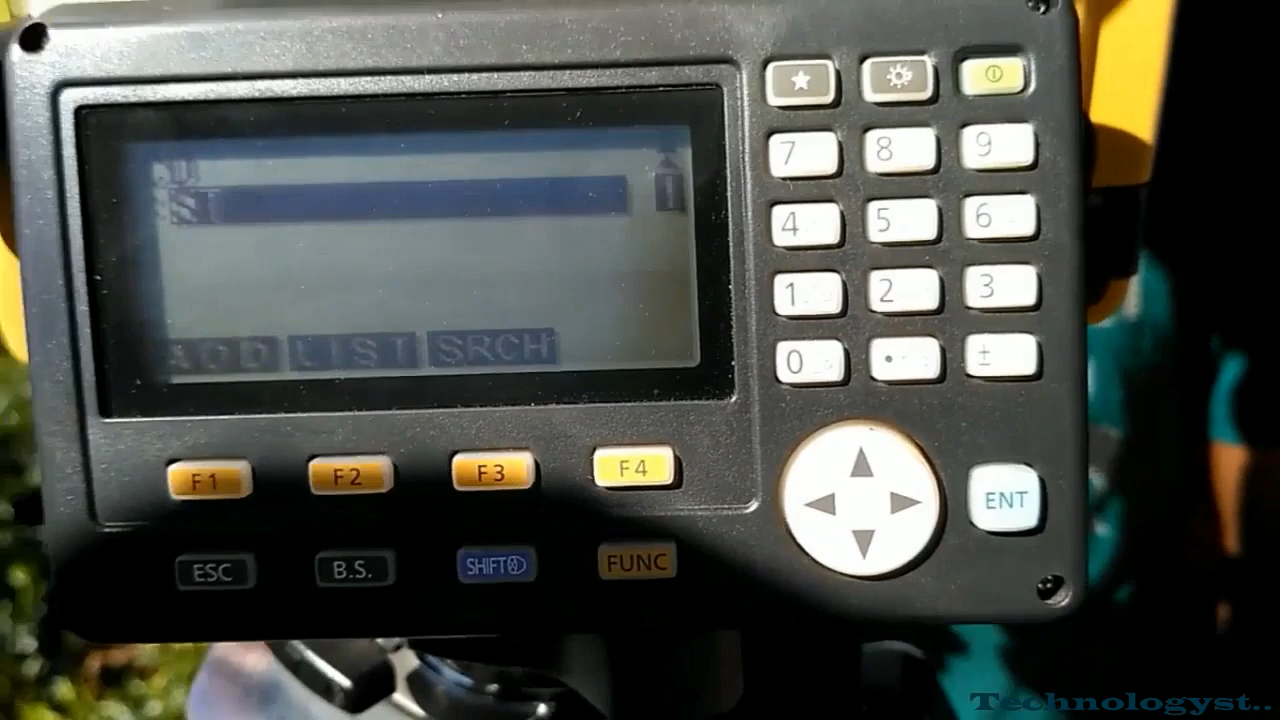 7 8 9
ST
4 5 6
1 2 3
ADD LIST SRCH
0 . ±
F1 F2 F3 F4
ENT
ESC B.S. SHIFT FUNC
Technologyst..